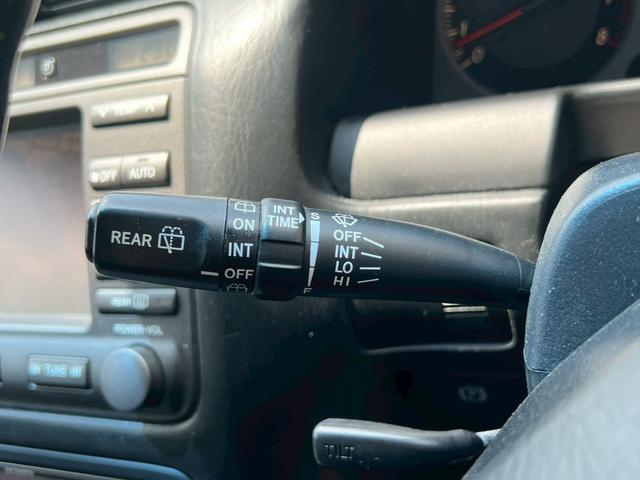 TEMP
OFF
AUTO
REAR
ON
INT
OFF
INT
TIME
S
F
OFF
INT
LO
HI
REAR
POWER-VOL
TUNE
TILT